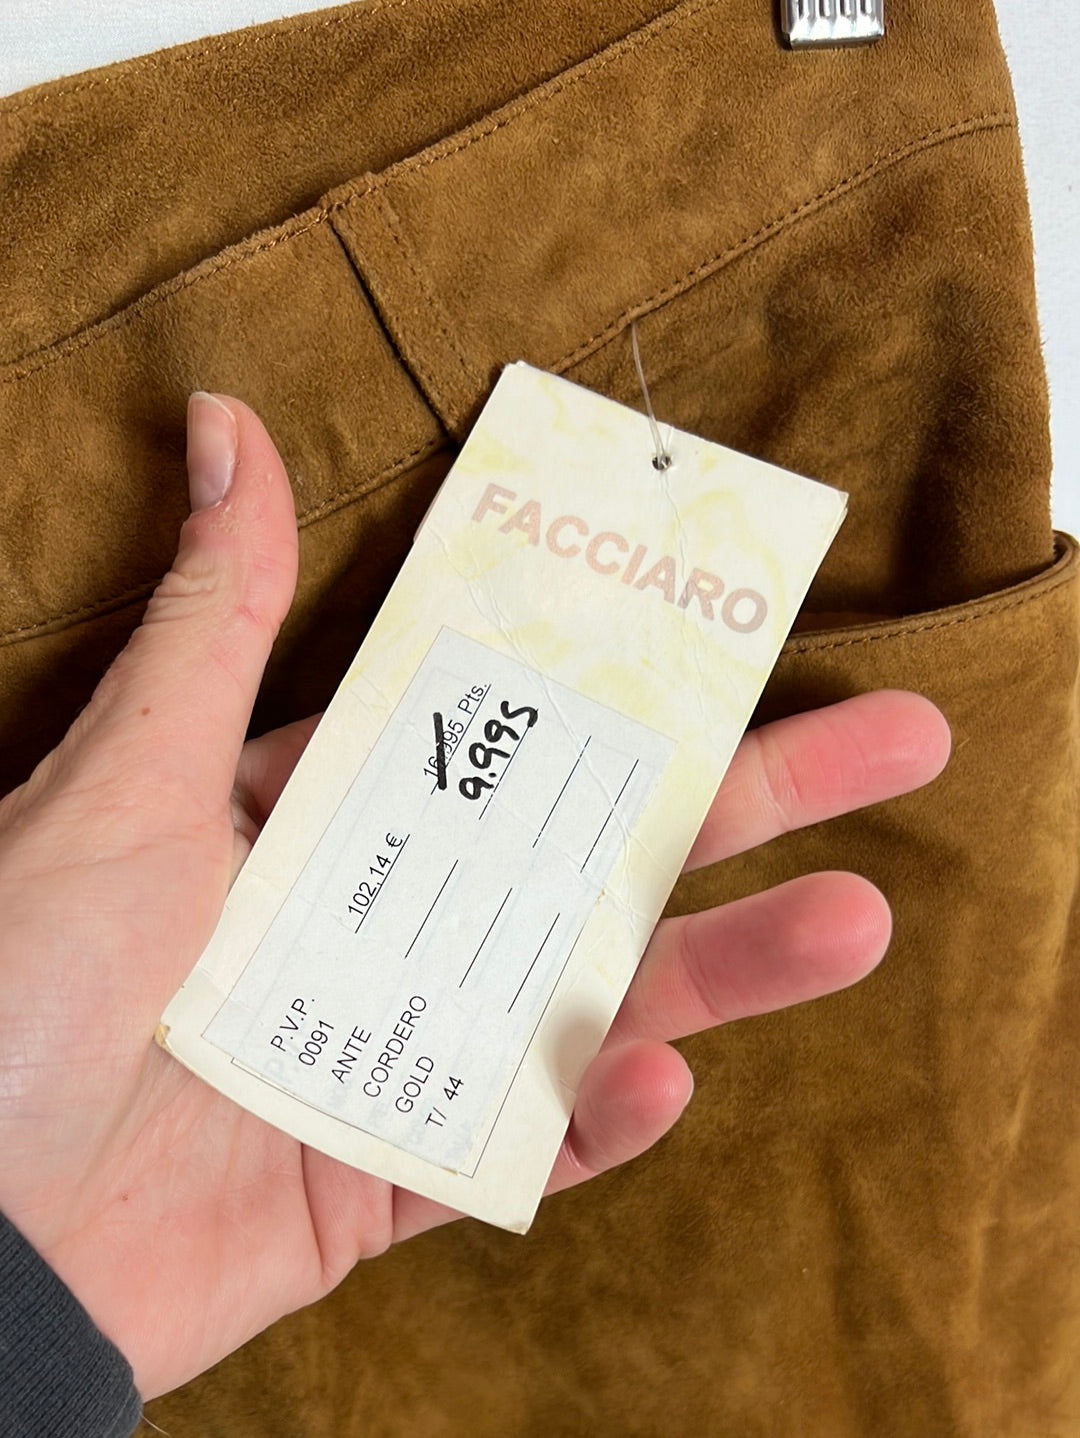 FACCIARO
P.V.P. 102,14 € 16.995 Pts.
0091 9.995
ANTE
CORDERO
GOLD
T/ 44